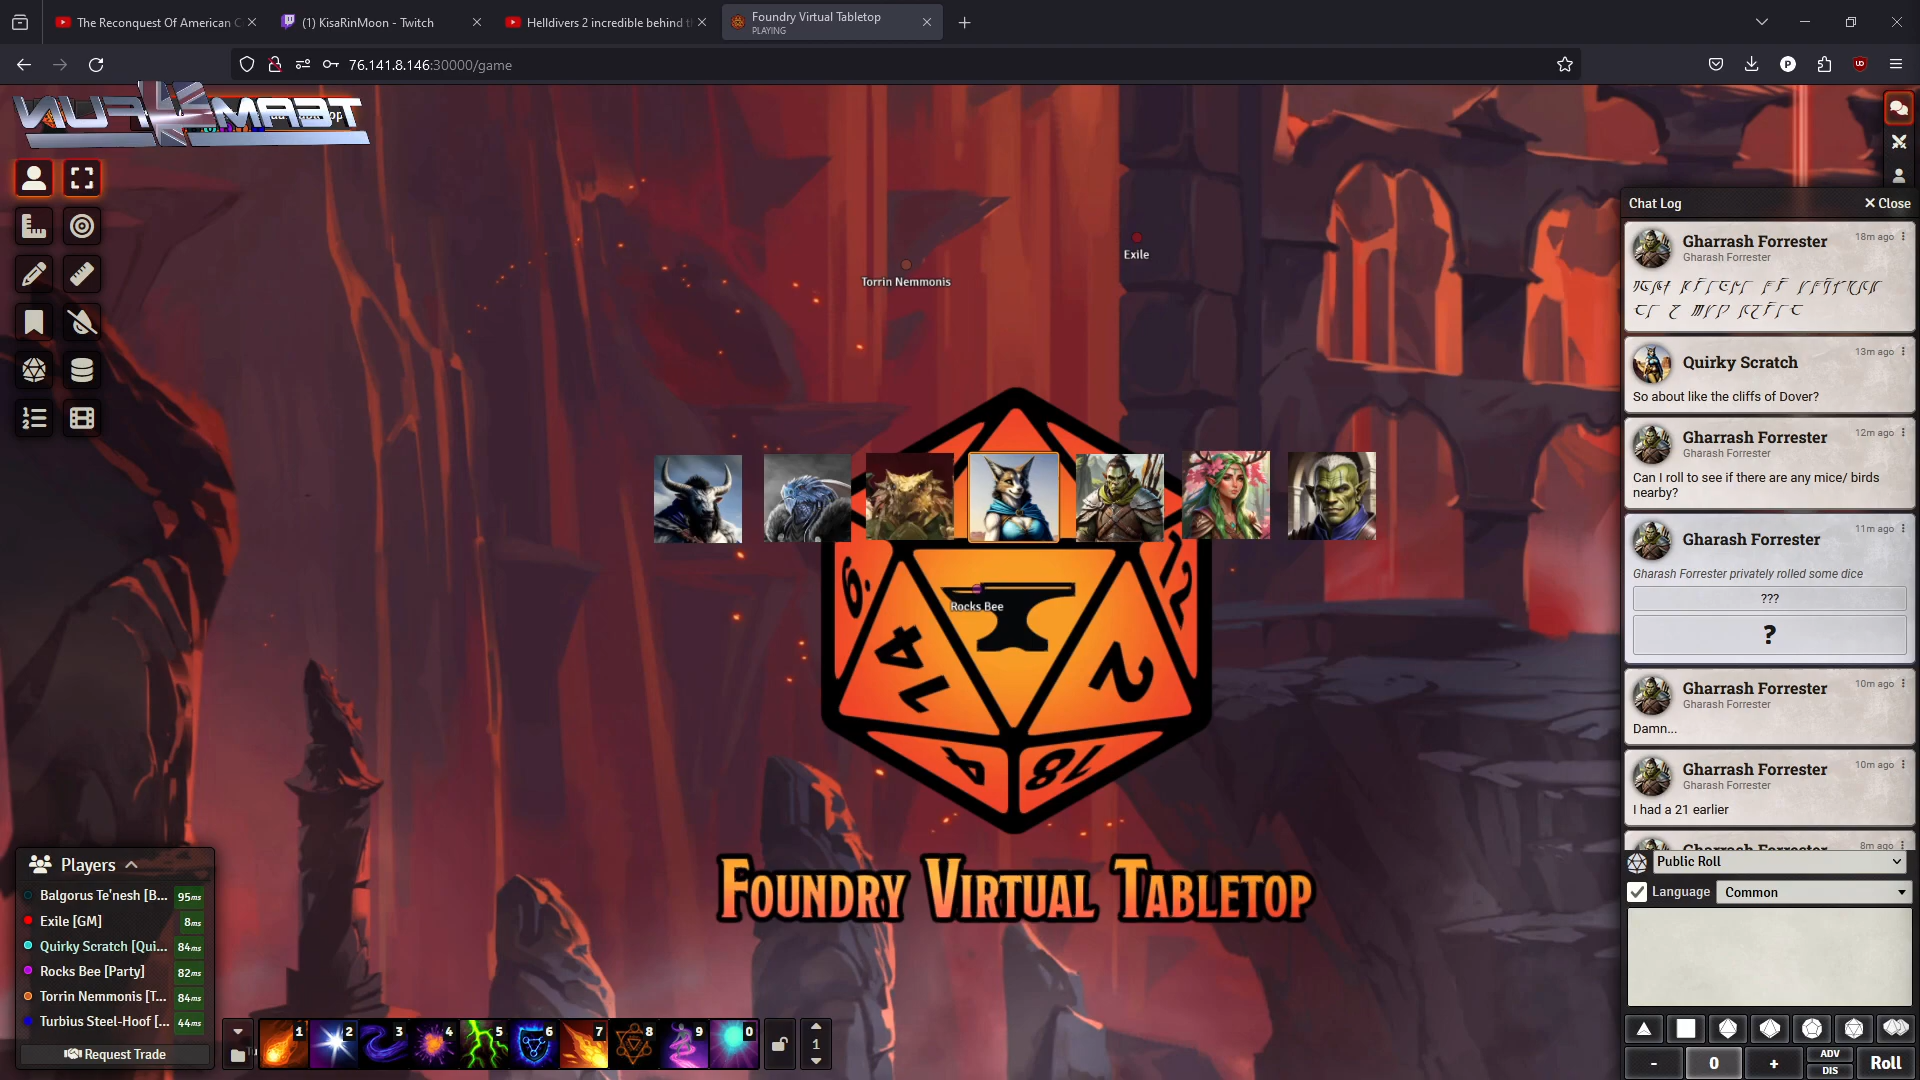 The Reconquest Of American C
(1) KisaRinMoon - Twitch
Helldivers 2 incredible behind t
Foundry Virtual Tabletop
PLAYING
76.141.8.146:30000/game
Exile
Torrin Nemmonis
Rocks Bee
14
2
4
18
FOUNDRY VIRTUAL TABLETOP
Chat Log
Close
Gharrash Forrester
18m ago
Gharash Forrester
Quirky Scratch
13m ago
So about like the cliffs of Dover?
Gharrash Forrester
12m ago
Gharash Forrester
Can I roll to see if there are any mice/ birds
nearby?
Gharash Forrester
11m ago
Gharash Forrester privately rolled some dice
???
?
Gharrash Forrester
10m ago
Gharash Forrester
Damn...
Gharrash Forrester
10m ago
Gharash Forrester
I had a 21 earlier
Gharrash Forrester
8m ago
Public Roll
Language
Common
- 0 + ADV
DIS
Roll
Players
Balgorus Te'nesh [B... 95ms
Exile [GM] 8ms
Quirky Scratch [Qui... 84ms
Rocks Bee [Party] 82ms
Torrin Nemmonis [T... 84ms
Turbius Steel-Hoof [... 44ms
Request Trade
1 2 3 4 5 6 7 8 9 0
1